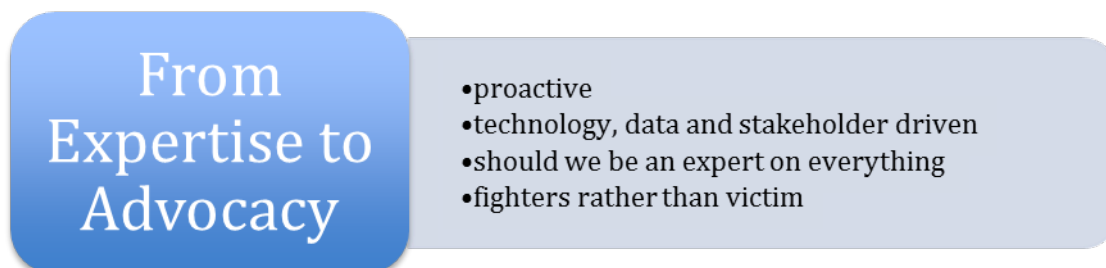 From
Expertise to
Advocacy
•proactive
•technology, data and stakeholder driven
•should we be an expert on everything
•fighters rather than victim